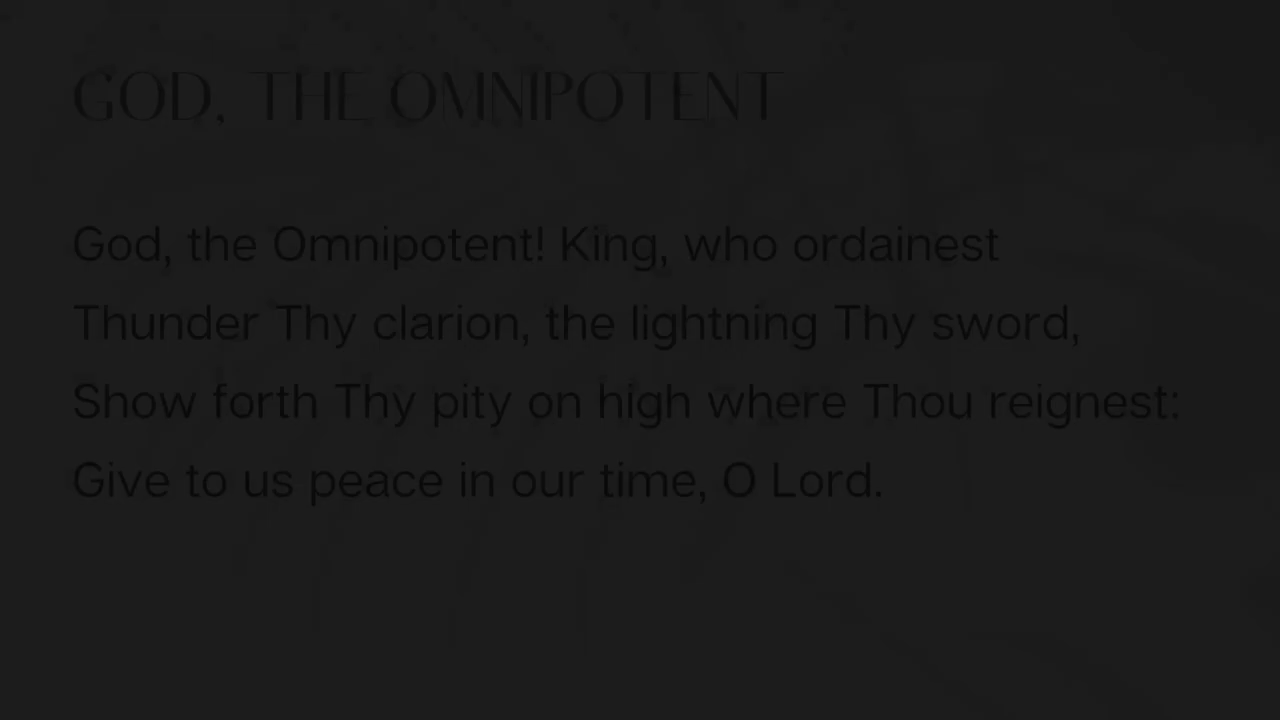 GOD, THE OMNIPOTENT
God, the Omnipotent! King, who ordainest
Thunder Thy clarion, the lightning Thy sword,
Show forth Thy pity on high where Thou reignest:
Give to us peace in our time, O Lord.